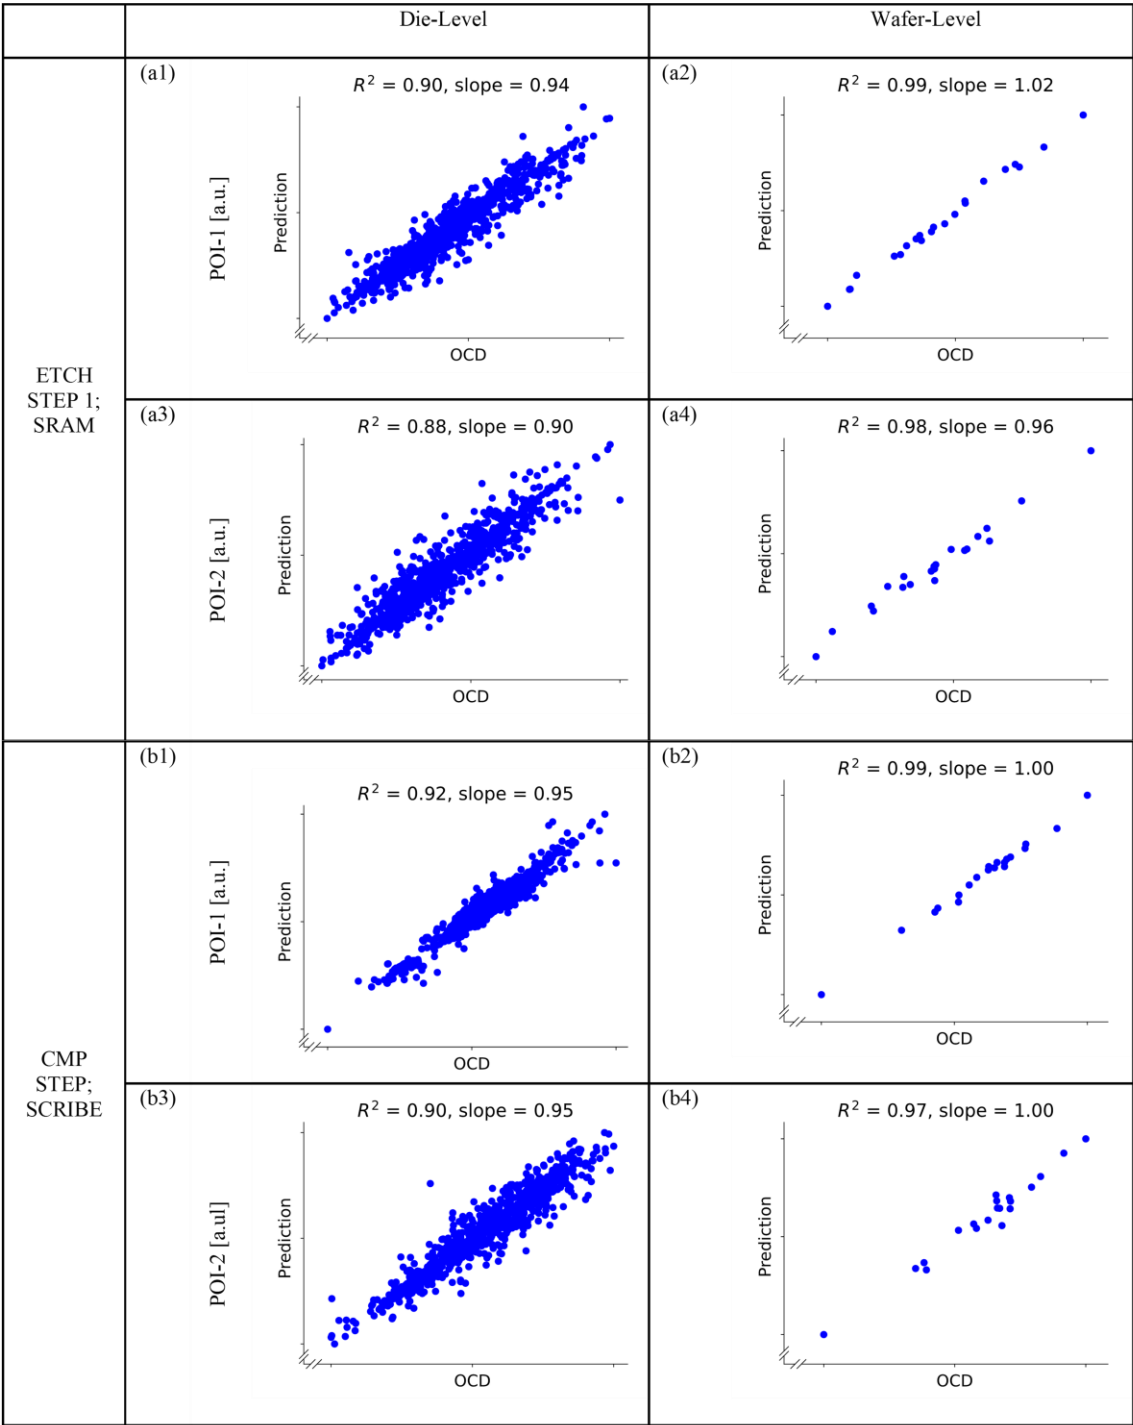 Die-Level
Wafer-Level
ETCH
STEP 1;
SRAM
(a1)
R² = 0.90, slope = 0.94
POI-1 [a.u.]
Prediction
OCD
(a2)
R² = 0.99, slope = 1.02
Prediction
OCD
(a3)
R² = 0.88, slope = 0.90
POI-2 [a.u.]
Prediction
OCD
(a4)
R² = 0.98, slope = 0.96
Prediction
OCD
CMP
STEP;
SCRIBE
(b1)
R² = 0.92, slope = 0.95
POI-1 [a.u.]
Prediction
OCD
(b2)
R² = 0.99, slope = 1.00
Prediction
OCD
(b3)
R² = 0.90, slope = 0.95
POI-2 [a.ul]
Prediction
OCD
(b4)
R² = 0.97, slope = 1.00
Prediction
OCD